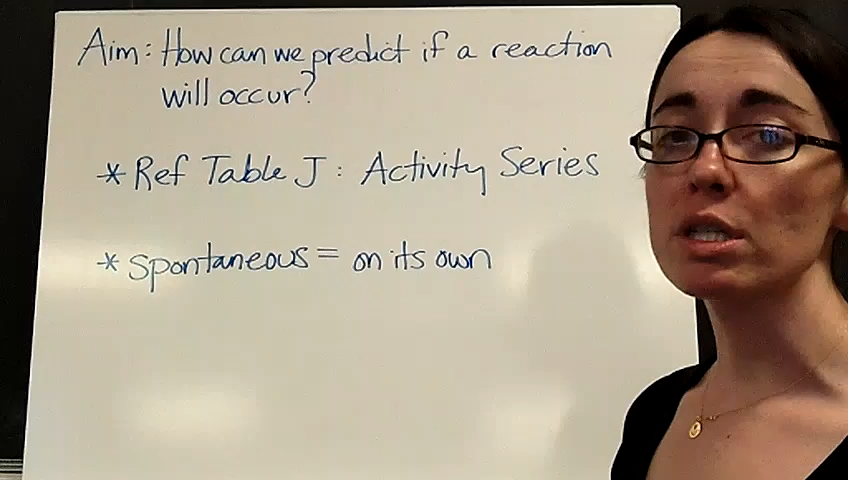 Aim: How can we predict if a reaction
will occur?
* Ref Table J: Activity Series
* Spontaneous = on its own